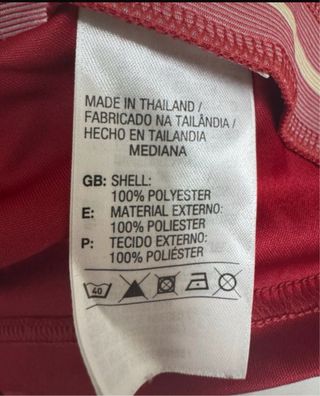 MADE IN THAILAND /
FABRICADO NA TAILÂNDIA /
HECHO EN TAILANDIA
MEDIANA
GB: SHELL:
100% POLYESTER
E: MATERIAL EXTERNO:
100% POLIESTER
P: TECIDO EXTERNO:
100% POLIÉSTER
40